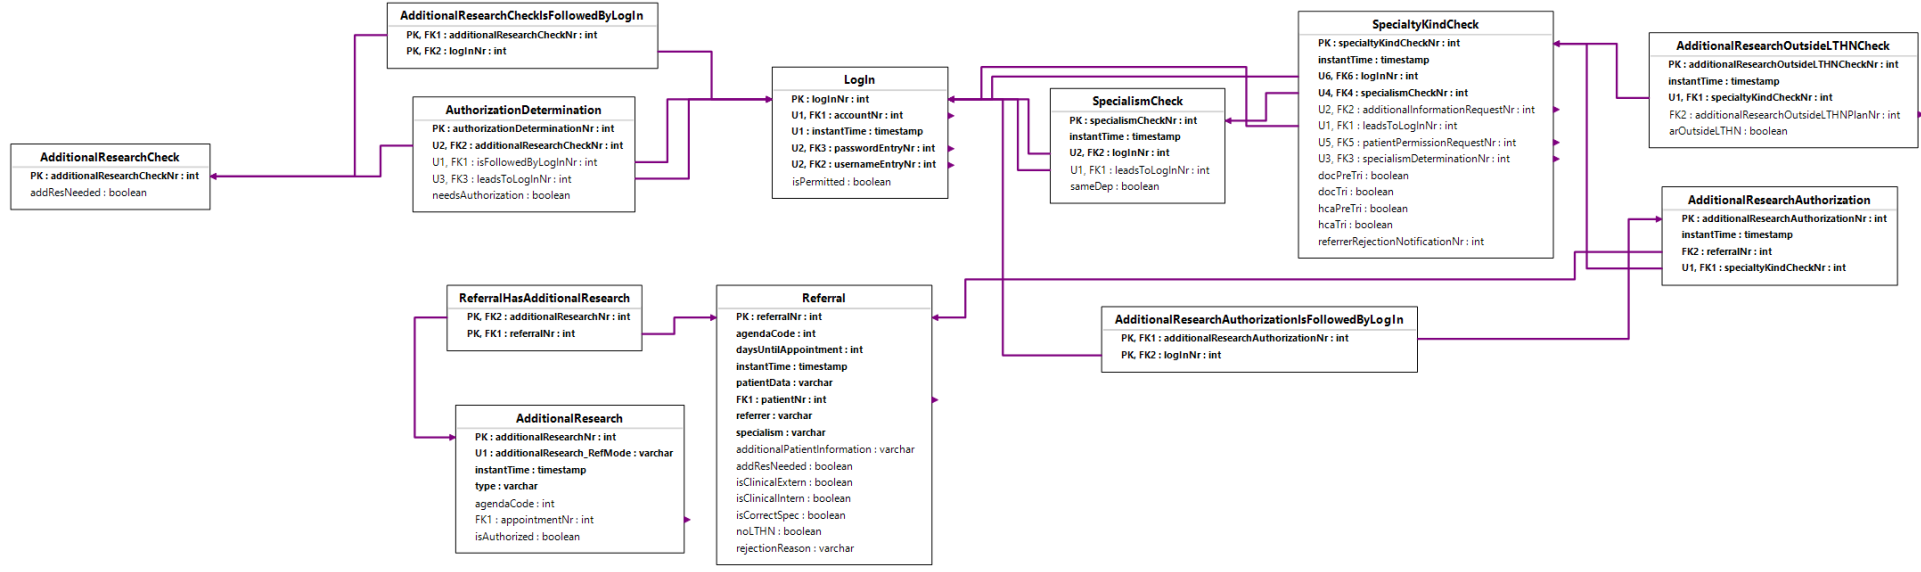 AdditionalResearchCheckIsFollowedByLogIn
PK, FK1 : additionalResearchCheckNr : int
PK, FK2 : logInNr : int
AuthorizationDetermination
PK : authorizationDeterminationNr : int
U2, FK2 : additionalResearchCheckNr : int
U1, FK1 : isFollowedByLogInNr : int
U3, FK3 : leadsToLogInNr : int
needsAuthorization : boolean
AdditionalResearchCheck
PK : additionalResearchCheckNr : int
addResNeeded : boolean
LogIn
PK : logInNr : int
U1, FK1 : accountNr : int
U1 : instantTime : timestamp
U2, FK3 : passwordEntryNr : int
U2, FK2 : usernameEntryNr : int
isPermitted : boolean
SpecialismCheck
PK : specialismCheckNr : int
instantTime : timestamp
U2, FK2 : logInNr : int
U1, FK1 : leadsToLogInNr : int
sameDep : boolean
SpecialtyKindCheck
PK : specialtyKindCheckNr : int
instantTime : timestamp
U6, FK6 : logInNr : int
U4, FK4 : specialismCheckNr : int
U2, FK2 : additionalInformationRequestNr : int
U1, FK1 : leadsToLogInNr : int
U5, FK5 : patientPermissionRequestNr : int
U3, FK3 : specialismDeterminationNr : int
docPreTri : boolean
docTri : boolean
hcaPreTri : boolean
hcaTri : boolean
referrerRejectionNotificationNr : int
AdditionalResearchOutsideLTHNCheck
PK : additionalResearchOutsideLTHNCheckNr : int
instantTime : timestamp
U1, FK1 : specialtyKindCheckNr : int
FK2 : additionalResearchOutsideLTHNPlanNr : int
arOutsideLTHN : boolean
AdditionalResearchAuthorization
PK : additionalResearchAuthorizationNr : int
instantTime : timestamp
FK2 : referralNr : int
U1, FK1 : specialtyKindCheckNr : int
ReferralHasAdditionalResearch
PK, FK2 : additionalResearchNr : int
PK, FK1 : referralNr : int
Referral
PK : referralNr : int
agendaCode : int
daysUntilAppointment : int
instantTime : timestamp
patientData : varchar
FK1 : patientNr : int
referrer : varchar
specialism : varchar
additionalPatientInformation : varchar
addResNeeded : boolean
isClinicalExtern : boolean
isClinicalIntern : boolean
isCorrectSpec : boolean
noLTHN : boolean
rejectionReason : varchar
AdditionalResearchAuthorizationIsFollowedByLogIn
PK, FK1 : additionalResearchAuthorizationNr : int
PK, FK2 : logInNr : int
AdditionalResearch
PK : additionalResearchNr : int
U1 : additionalResearch_RefMode : varchar
instantTime : timestamp
type : varchar
agendaCode : int
FK1 : appointmentNr : int
isAuthorized : boolean